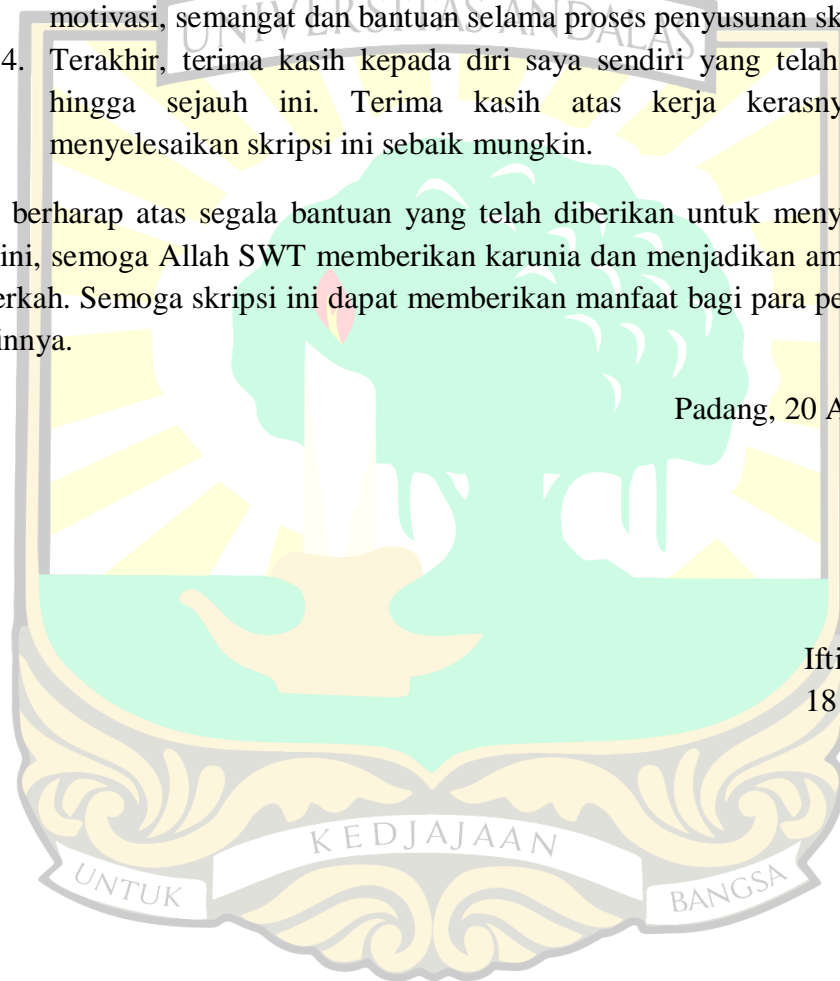 motivasi, semangat dan bantuan selama proses penyusunan sk
UNIVERSITAS ANDALAS
4. Terakhir, terima kasih kepada diri saya sendiri yang telah
hingga sejauh ini. Terima kasih atas kerja kerasny
menyelesaikan skripsi ini sebaik mungkin.
berharap atas segala bantuan yang telah diberikan untuk meny
ini, semoga Allah SWT memberikan karunia dan menjadikan am
erkah. Semoga skripsi ini dapat memberikan manfaat bagi para pe
innya.
Padang, 20 A
Ifti
18
UNTUK KEDJAJAAN BANGSA